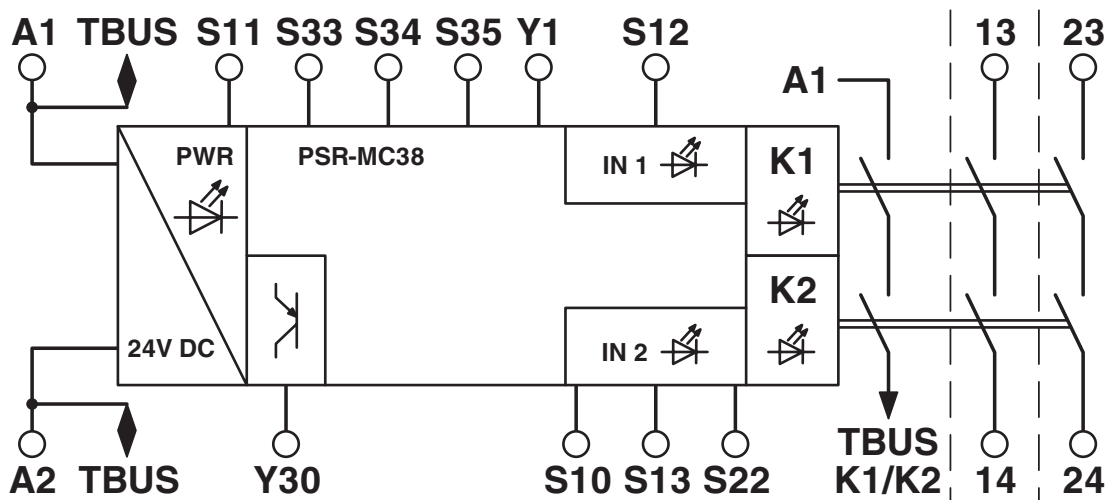 A1 TBUS S11 S33 S34 S35 Y1 S12 13 23
A1
PWR PSR-MC38 IN 1 K1
K2
24V DC IN 2
TBUS
A2 TBUS Y30 S10 S13 S22 K1/K2 14 24